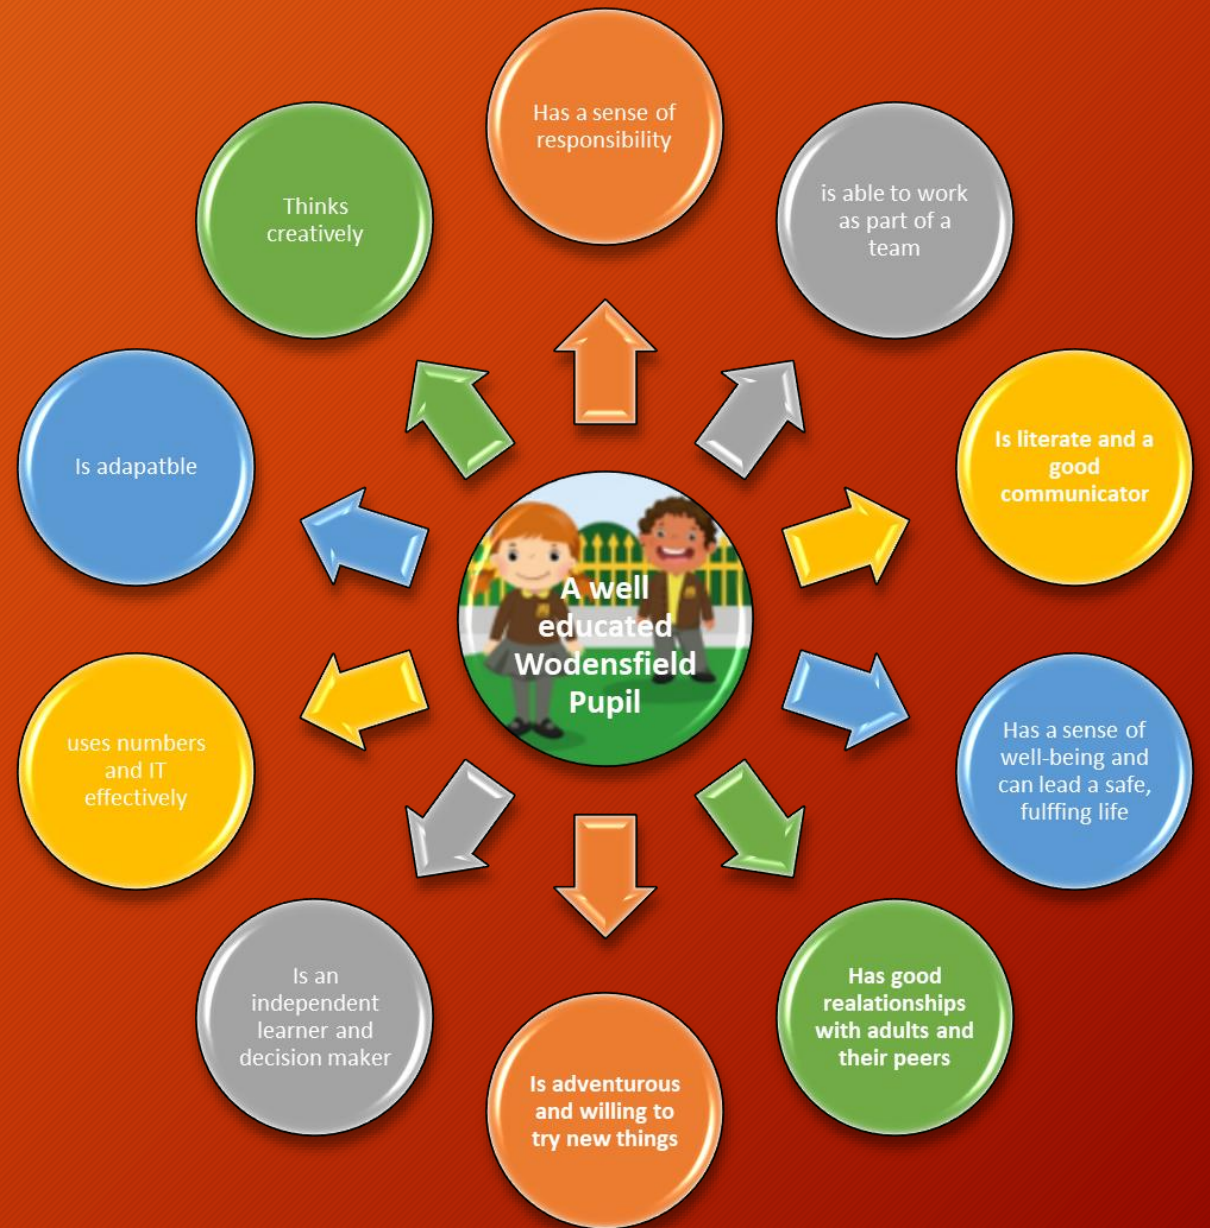 Has a sense of
responsibility
is able to work
as part of a
team
Is literate and a
good
communicator
Has a sense of
well-being and
can lead a safe,
fulffing life
Has good
realationships
with adults and
their peers
Is adventurous
and willing to
try new things
Is an
independent
learner and
decision maker
uses numbers
and IT
effectively
Is adapatble
Thinks
creatively
A well
educated
Wodensfield
Pupil